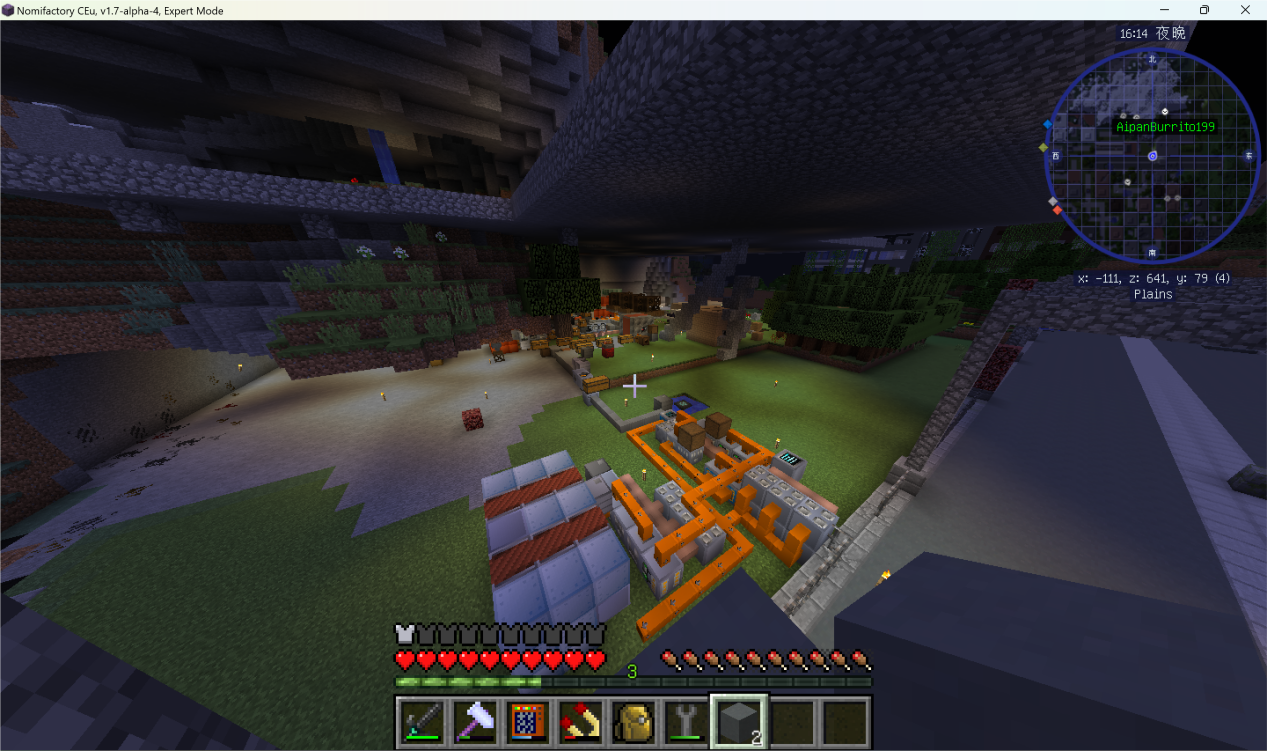 Nomifactory CEu, v1.7-alpha-4, Expert Mode
16:14 夜晚
北
AipanBurrito199
西
东
南
x: -111, z: 641, y: 79 (4)
Plains
3
2